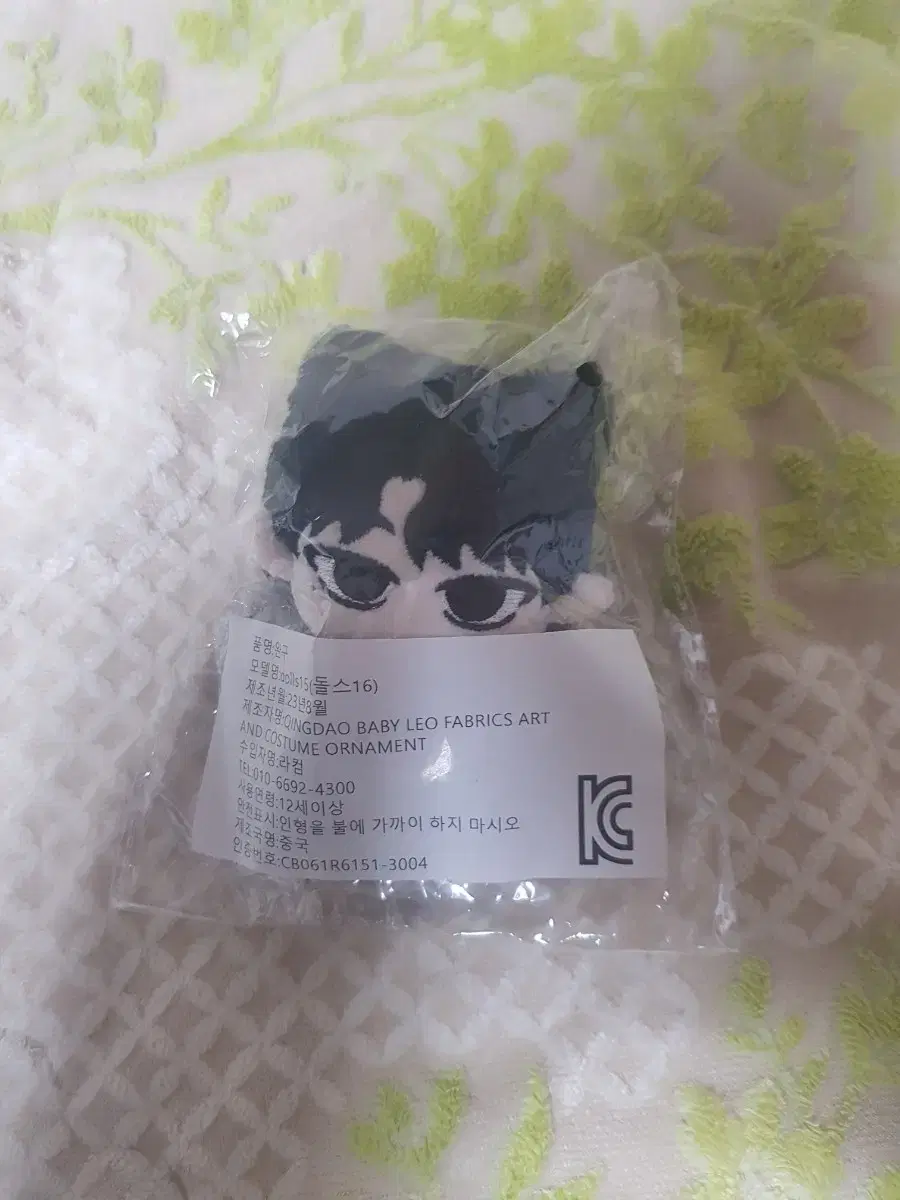 품명:완구
모델명:dolls15(돌스16)
제조년월:23년8월
제조자명:QINGDAO BABY LEO FABRICS ART
AND COSTUME ORNAMENT
수입자명:라컴
TEL:010-6692-4300
사용연령:12세이상
안전표시:인형을 불에 가까이 하지 마시오
제조국명:중국
인증번호:CB061R6151-3004
KC